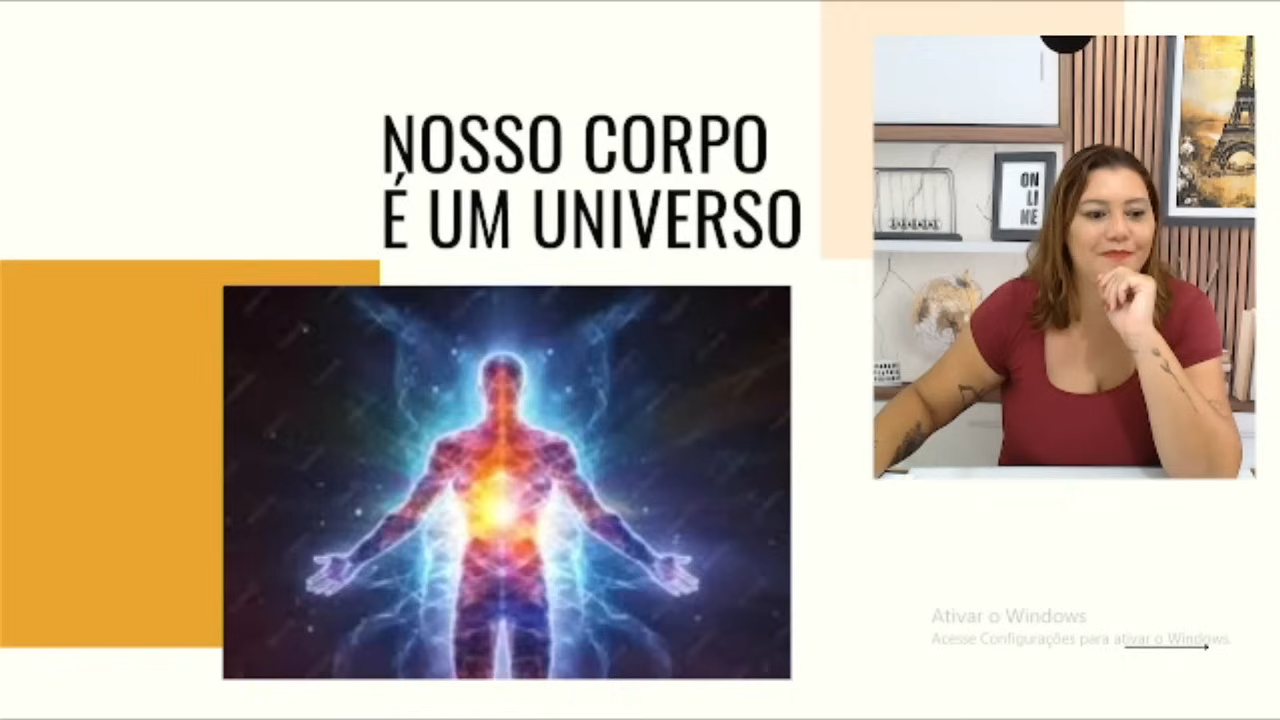 NOSSO CORPO
É UM UNIVERSO
ON
LI
NE
Ativar o Windows
Acesse Configurações para ativar o Windows.